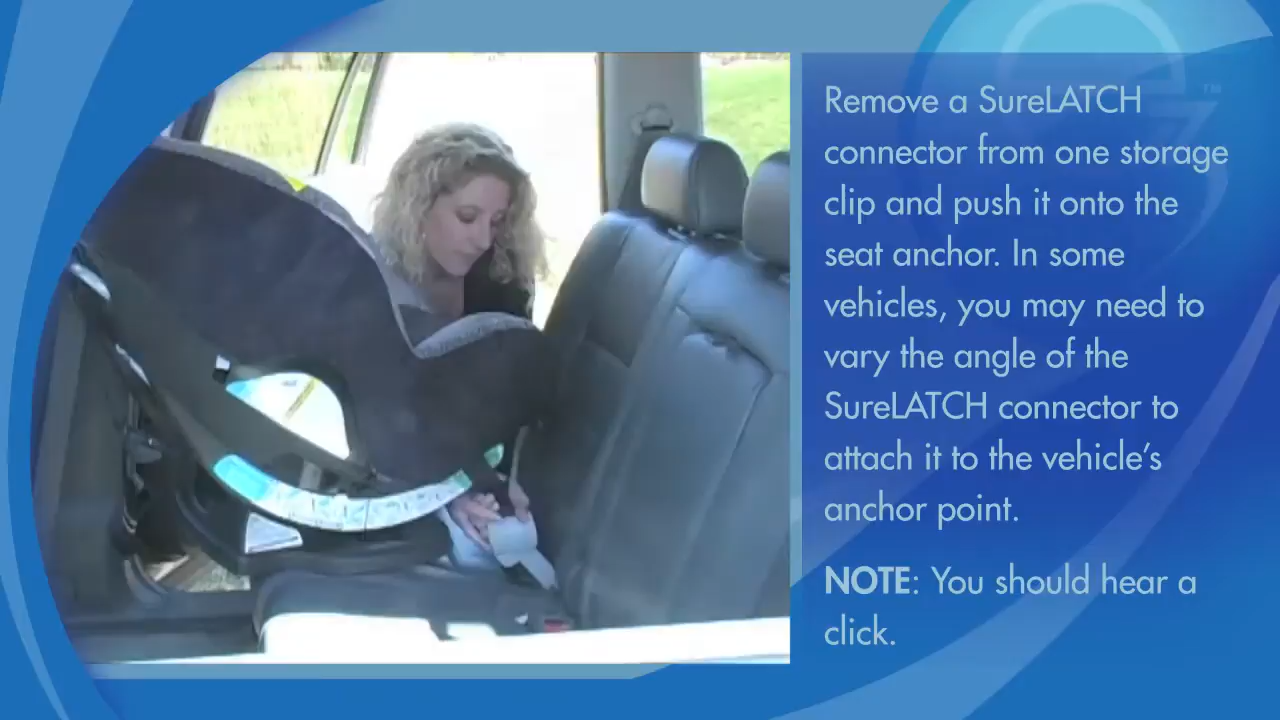 Remove a SureLATCH
connector from one storage
clip and push it onto the
seat anchor. In some
vehicles, you may need to
vary the angle of the
SureLATCH connector to
attach it to the vehicle's
anchor point.
NOTE: You should hear a
click.